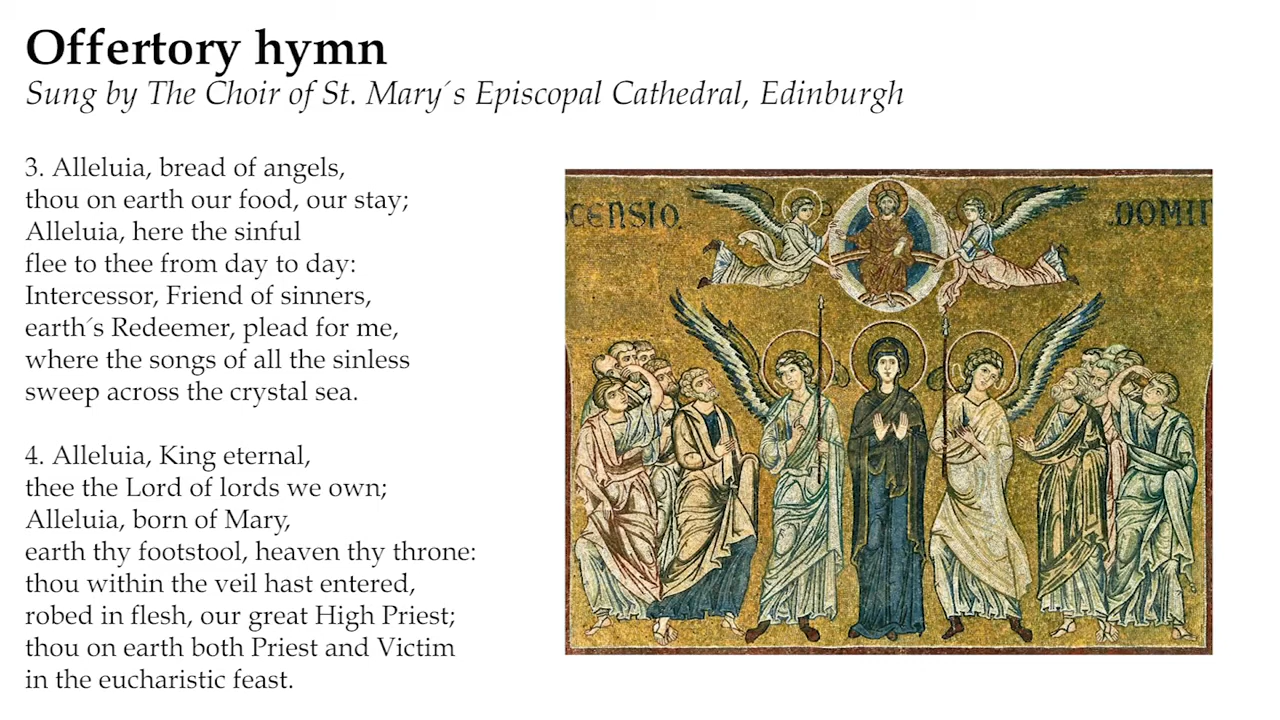 Offertory hymn
Sung by The Choir of St. Mary´s Episcopal Cathedral, Edinburgh
3. Alleluia, bread of angels,
thou on earth our food, our stay;
Alleluia, here the sinful
flee to thee from day to day:
Intercessor, Friend of sinners,
earth´s Redeemer, plead for me,
where the songs of all the sinless
sweep across the crystal sea.
4. Alleluia, King eternal,
thee the Lord of lords we own;
Alleluia, born of Mary,
earth thy footstool, heaven thy throne:
thou within the veil hast entered,
robed in flesh, our great High Priest;
thou on earth both Priest and Victim
in the eucharistic feast.
CENSIO. .DOMI